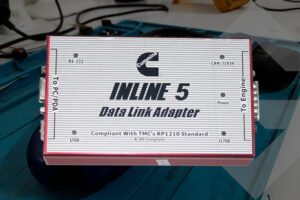 RS-232
CAN/J1939
To PC/PDA
INLINE 5
Power
To Engine
Data Link Adapter
Compliant With TMC's RP1210 Standard
USB
J1708